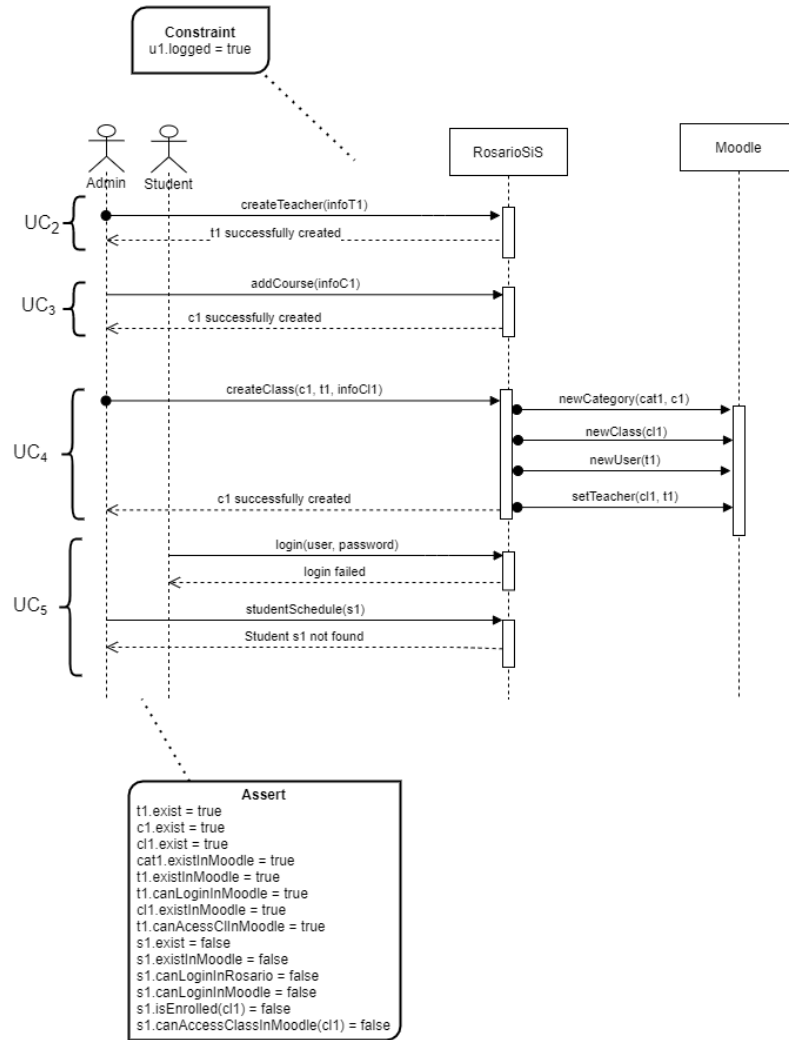 Constraint
u1.logged = true
Admin
Student
RosarioSiS
Moodle
UC2
createTeacher(infoT1)
t1 successfully created
UC3
addCourse(infoC1)
c1 successfully created
UC4
createClass(c1, t1, infoCl1)
newCategory(cat1, c1)
newClass(cl1)
newUser(t1)
setTeacher(cl1, t1)
c1 successfully created
UC5
login(user, password)
login failed
studentSchedule(s1)
Student s1 not found
Assert
t1.exist = true
c1.exist = true
cl1.exist = true
cat1.existInMoodle = true
t1.existInMoodle = true
t1.canLoginInMoodle = true
cl1.existInMoodle = true
t1.canAcessClInMoodle = true
s1.exist = false
s1.existInMoodle = false
s1.canLoginInRosario = false
s1.canLoginInMoodle = false
s1.isEnrolled(cl1) = false
s1.canAccessClassInMoodle(cl1) = false